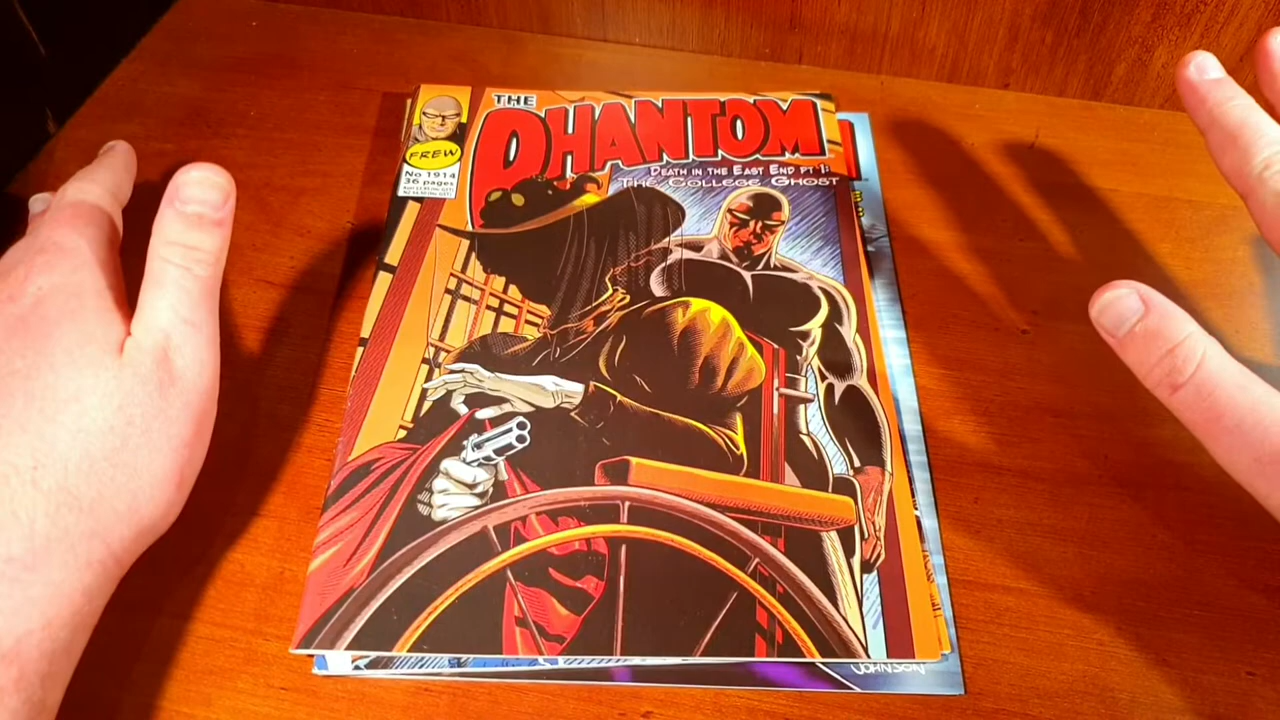 THE
PHANTOM
FREW
No 1914
36 pages
DEATH IN THE EAST END PT 1:
THE COLLEGE GHOST
JOHNSON